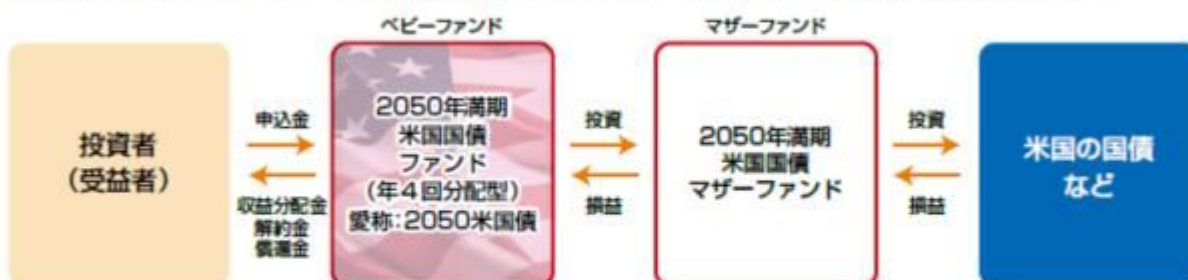 ベビーファンド
マザーファンド
投資者
（受益者）
申込金
収益分配金
解約金
償還金
2050年満期
米国国債
ファンド
（年4回分配型）
愛称：2050米国債
投資
損益
2050年満期
米国国債
マザーファンド
投資
損益
米国の国債
など